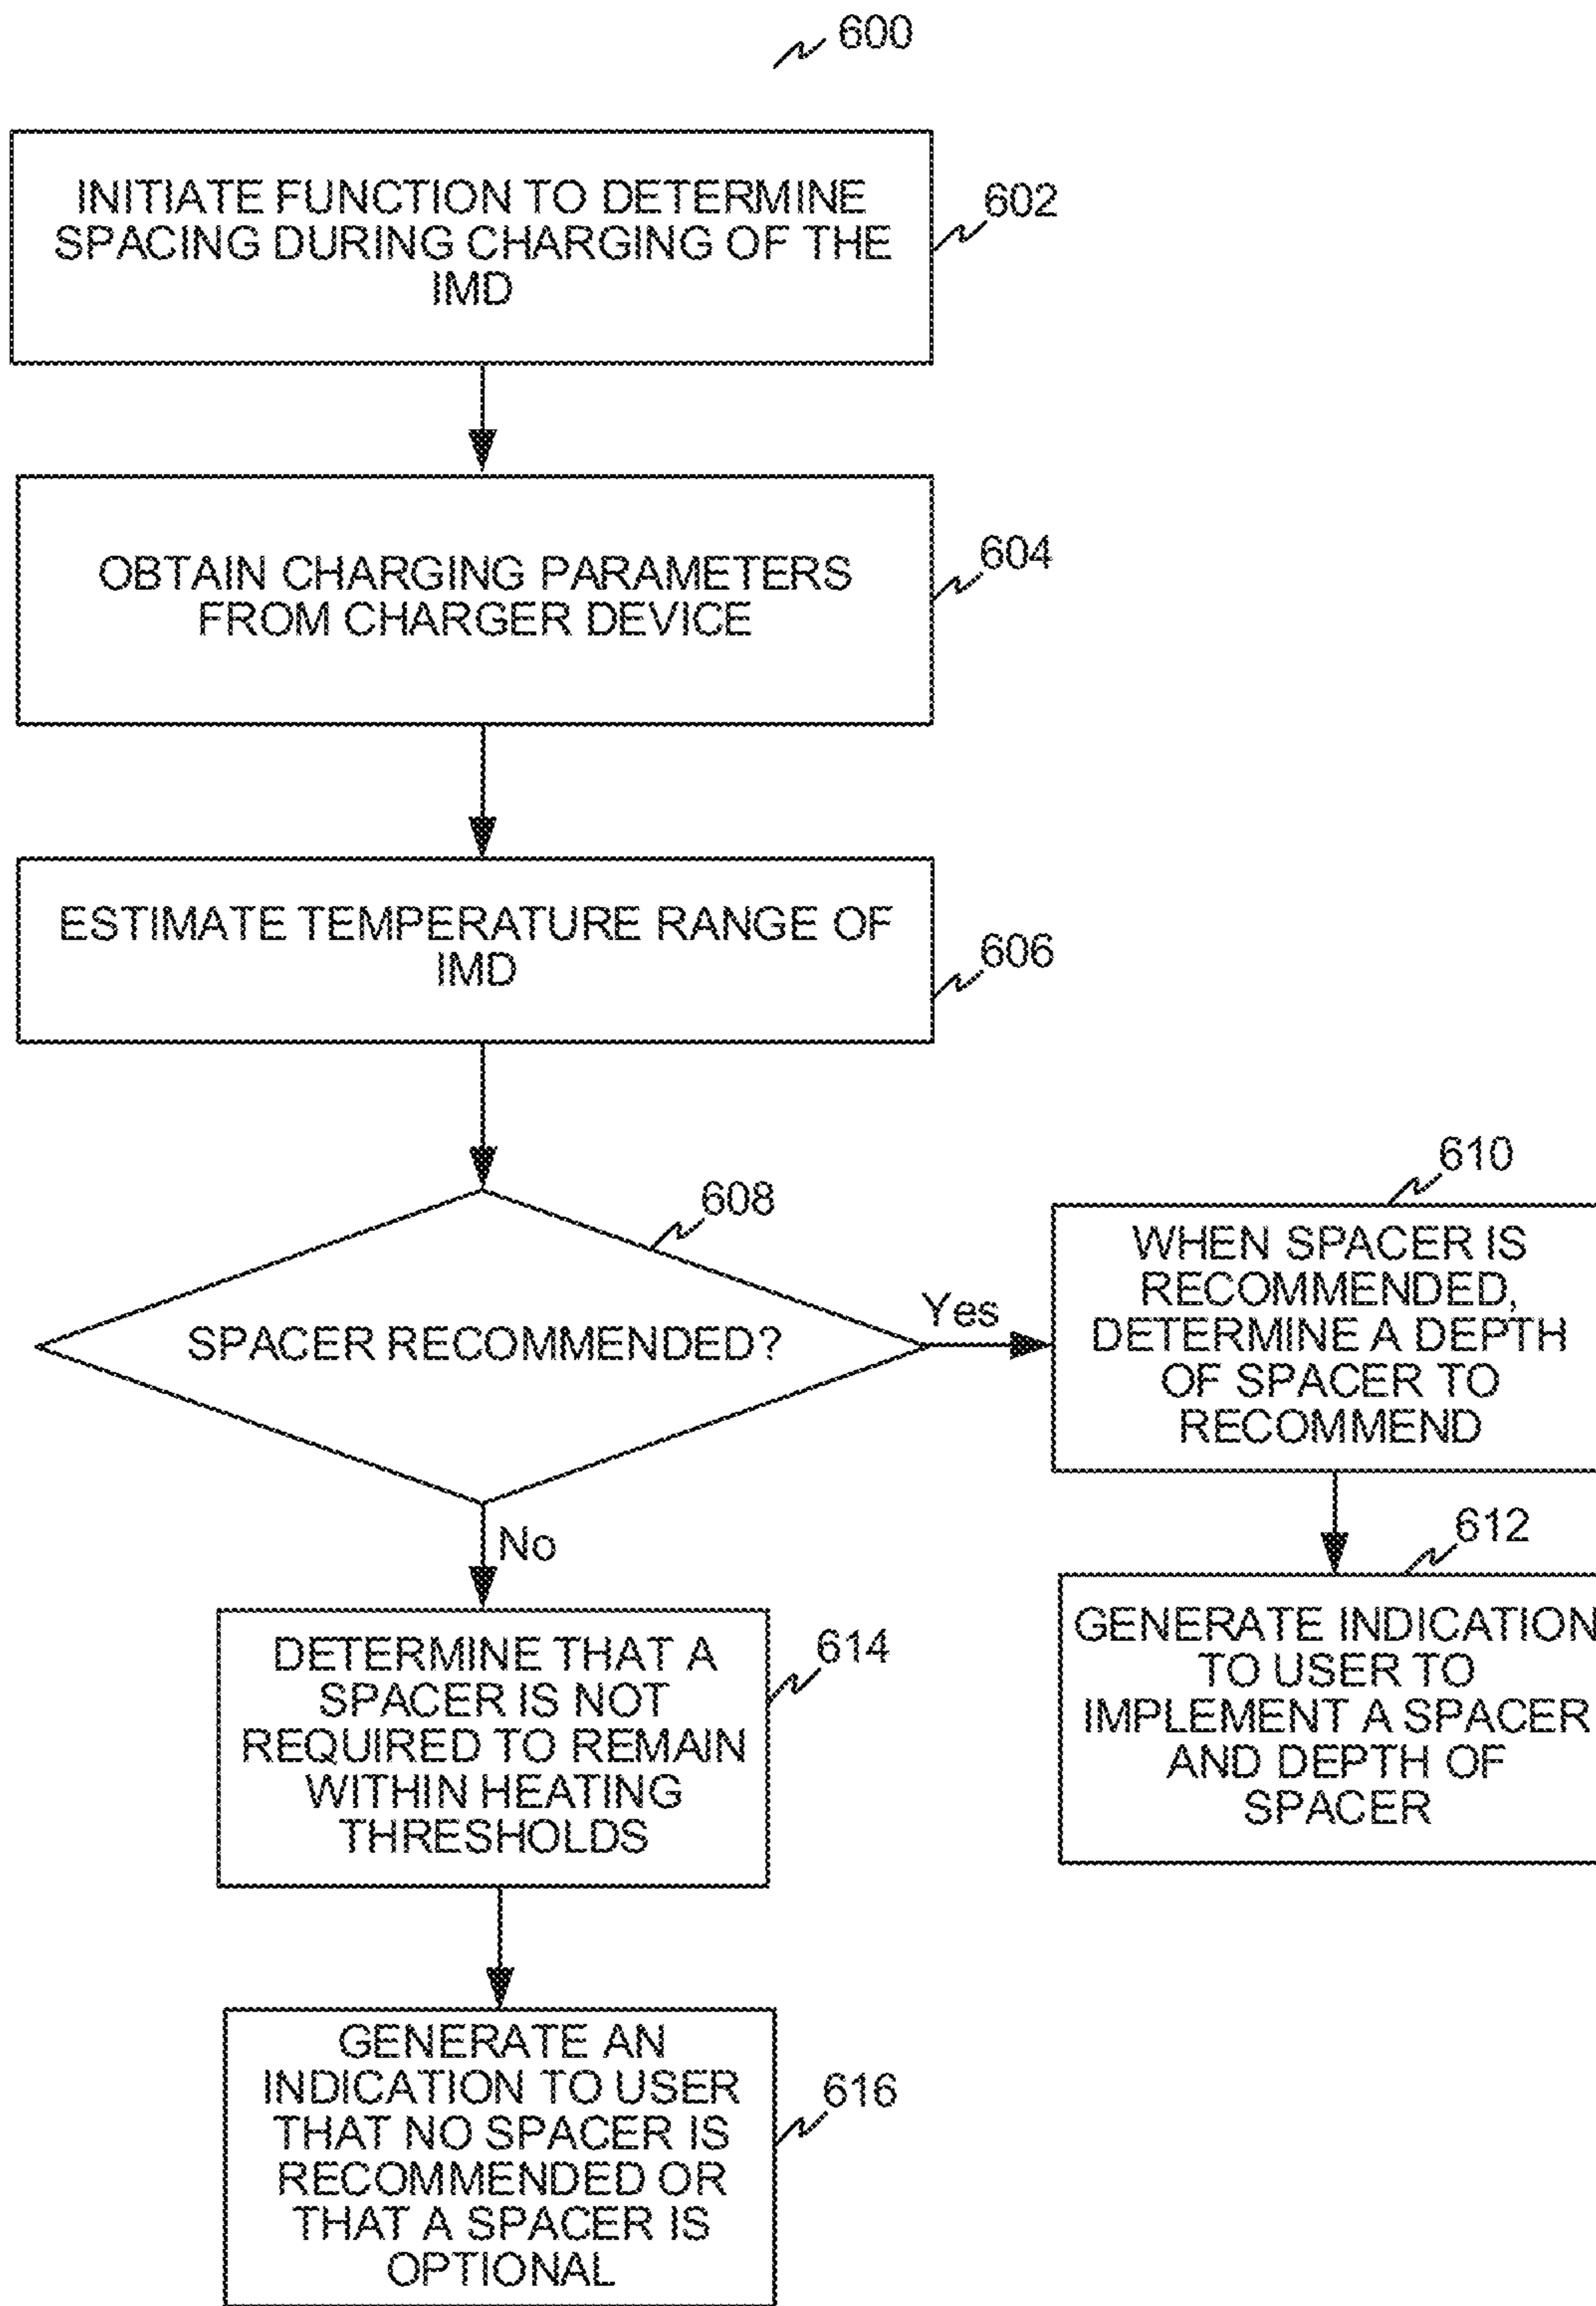 600
INITIATE FUNCTION TO DETERMINE
SPACING DURING CHARGING OF THE
IMD
602
OBTAIN CHARGING PARAMETERS
FROM CHARGER DEVICE
604
ESTIMATE TEMPERATURE RANGE OF
IMD
606
SPACER RECOMMENDED?
608
Yes
610
WHEN SPACER IS
RECOMMENDED,
DETERMINE A DEPTH
OF SPACER TO
RECOMMEND
612
GENERATE INDICATION
TO USER TO
IMPLEMENT A SPACER
AND DEPTH OF
SPACER
No
DETERMINE THAT A
SPACER IS NOT
REQUIRED TO REMAIN
WITHIN HEATING
THRESHOLDS
614
GENERATE AN
INDICATION TO USER
THAT NO SPACER IS
RECOMMENDED OR
THAT A SPACER IS
OPTIONAL
616